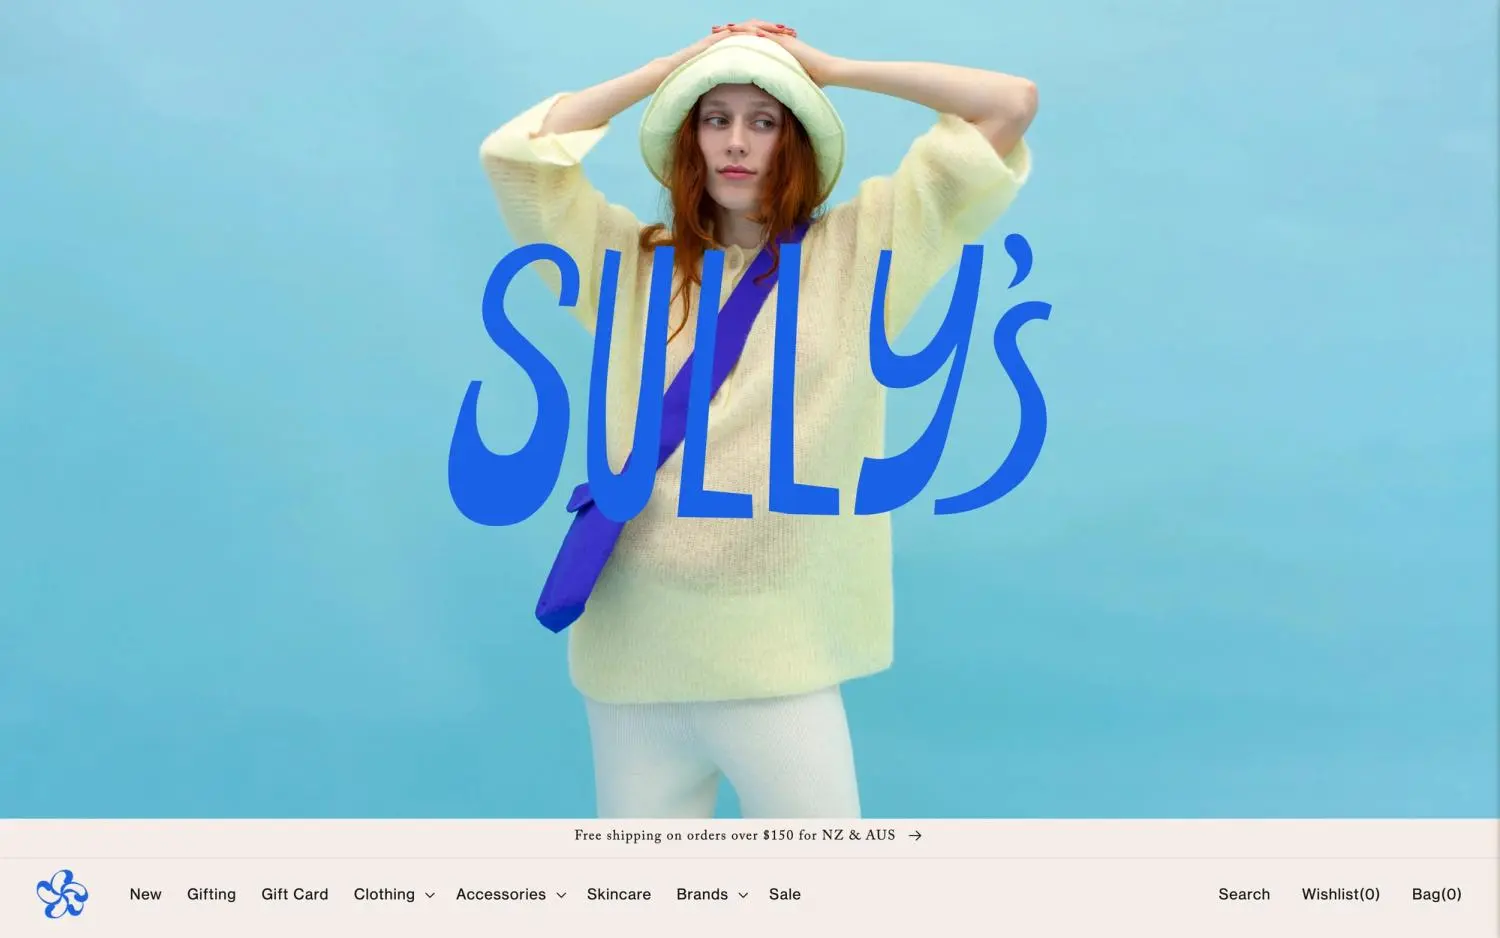 SULLY's
Free shipping on orders over $150 for NZ & AUS →
New Gifting Gift Card Clothing Accessories Skincare Brands Sale Search Wishlist(0) Bag(0)